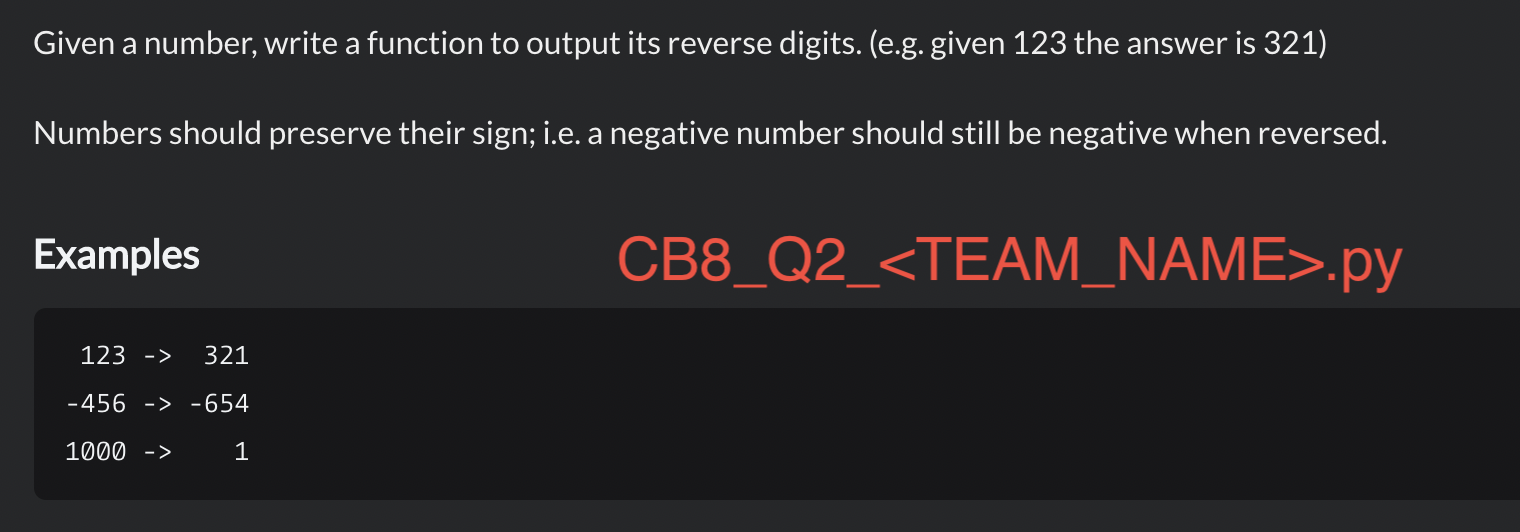 Given a number, write a function to output its reverse digits. (e.g. given 123 the answer is 321)
Numbers should preserve their sign; i.e. a negative number should still be negative when reversed.
Examples
CB8_Q2_<TEAM_NAME>.py
123 -> 321
-456 -> -654
1000 -> 1